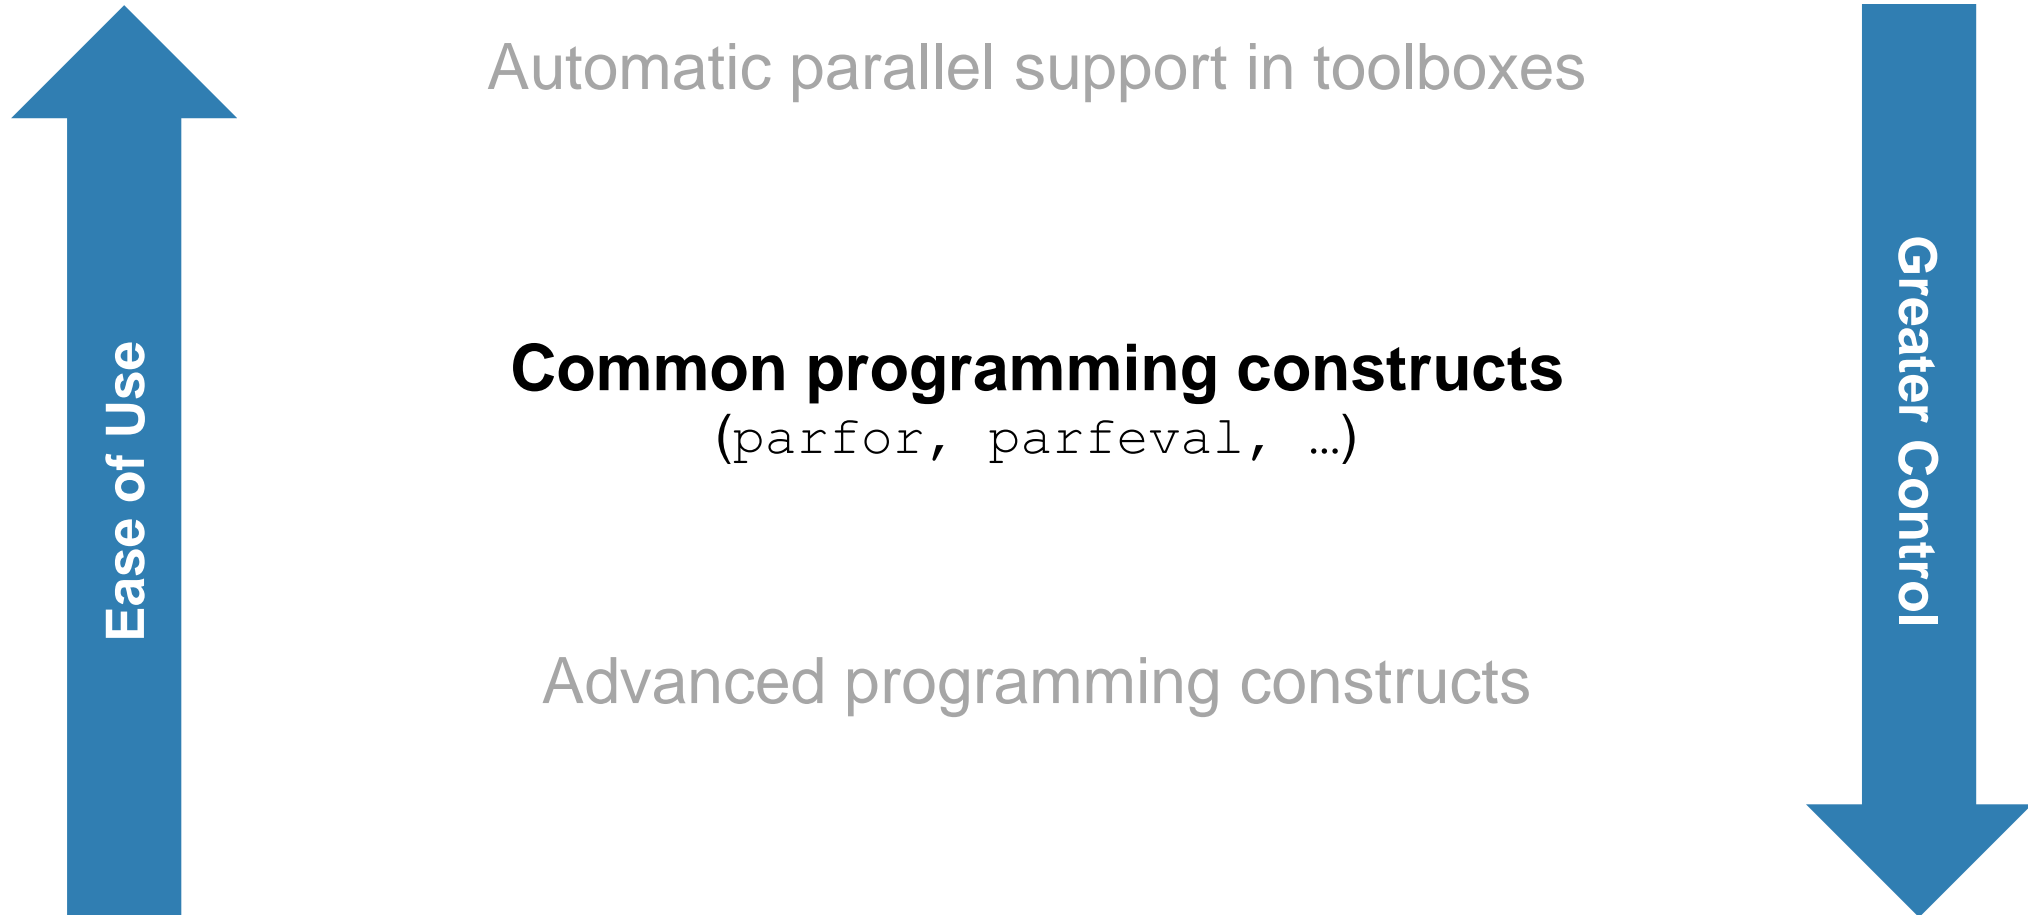 Automatic parallel support in toolboxes
Ease of Use
Greater Control
Common programming constructs
(parfor, parfeval, …)
Advanced programming constructs